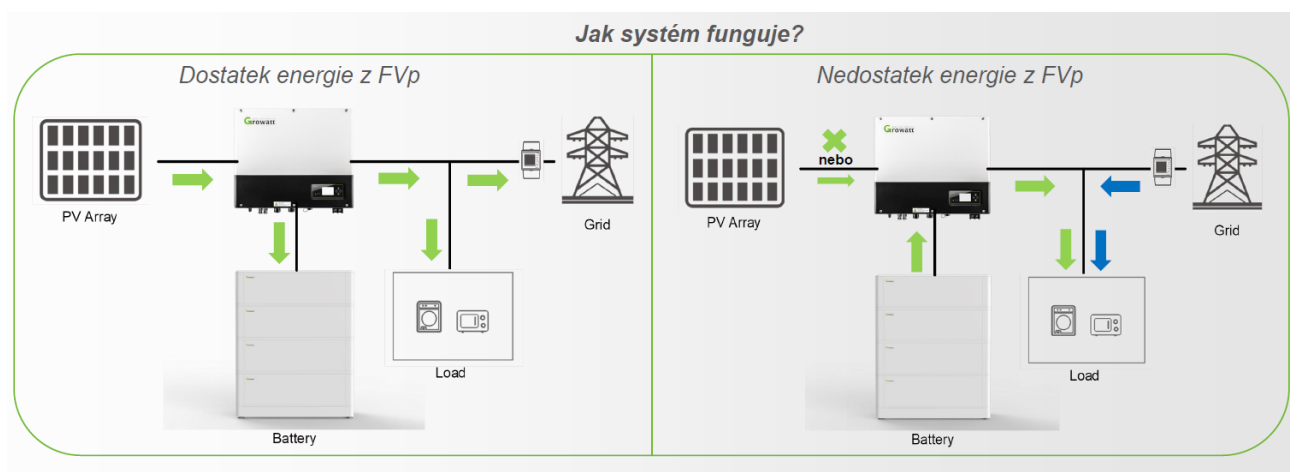 Jak systém funguje?
Dostatek energie z FVp
Growatt
PV Array
Grid
Load
Battery
Nedostatek energie z FVp
Growatt
nebo
PV Array
Grid
Load
Battery